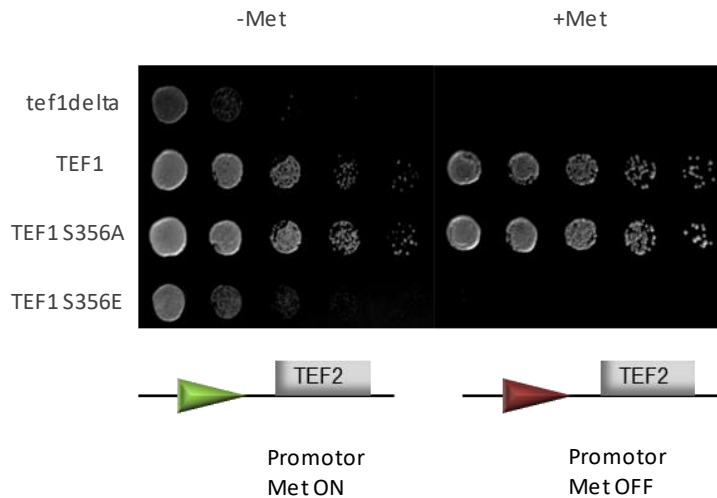 -Met
+Met
tef1delta
TEF1
TEF1 S356A
TEF1 S356E
TEF2
TEF2
Promotor
Met ON
Promotor
Met OFF